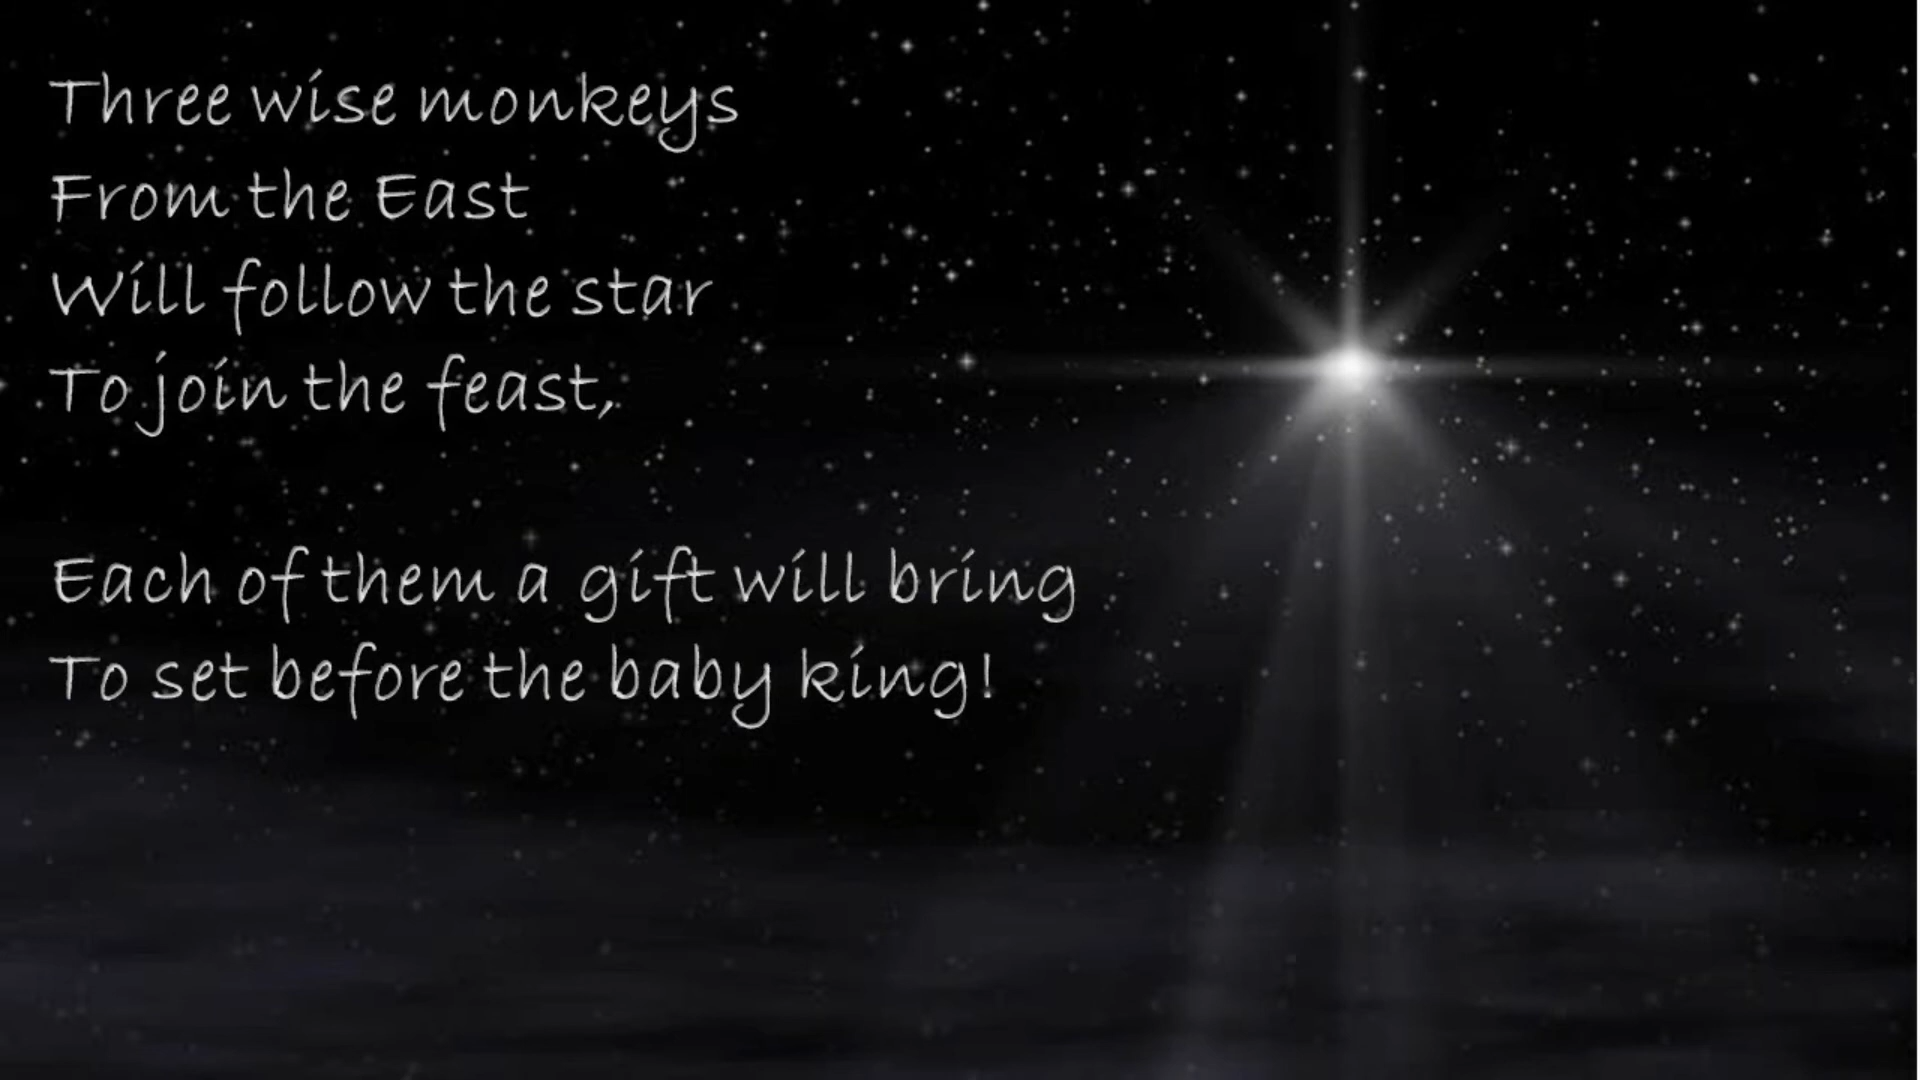 Three wise monkeys
From the East
Will follow the star
To join the feast,
Each of them a gift will bring
To set before the baby king!